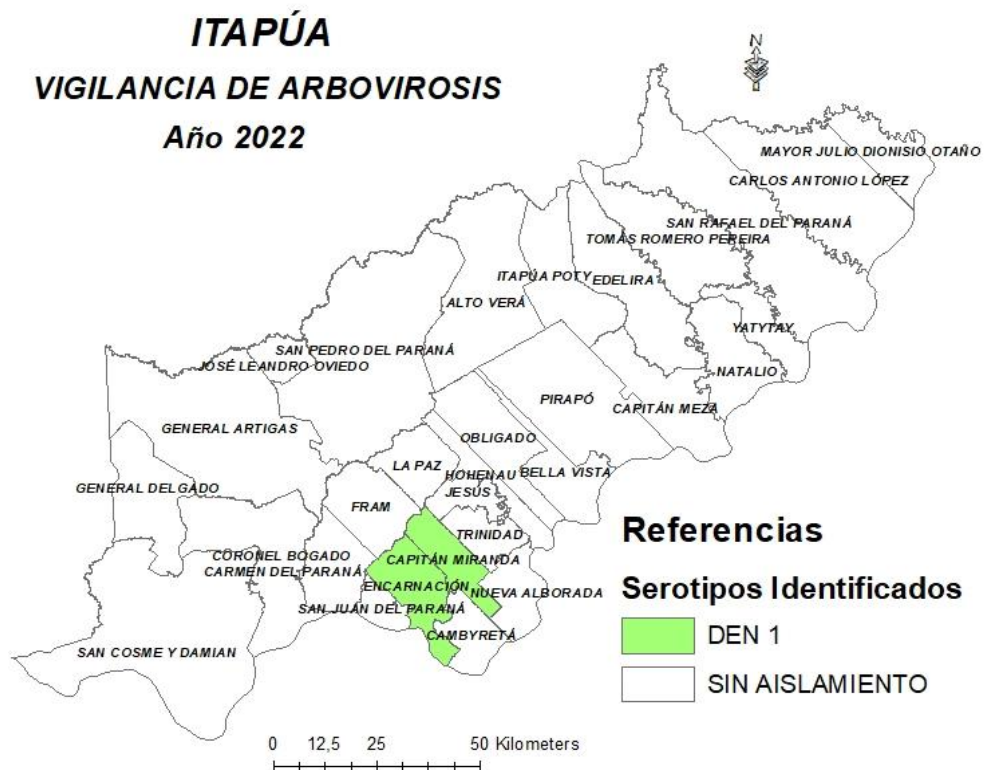 ITAPÚA
VIGILANCIA DE ARBOVIROSIS
Año 2022
N
MAYOR JULIO DIONISIO OTAÑO
CARLOS ANTONIO LÓPEZ
SAN RAFAEL DEL PARANÁ
TOMÁS ROMERO PEREIRA
ITAPÚA POTY
EDELIRA
ALTO VERÁ
YATYTAY
SAN PEDRO DEL PARANÁ
JOSÉ LEANDRO OVIEDO
NATALIO
PIRAPÓ
CAPITÁN MEZA
GENERAL ARTIGAS
OBLIGADO
LA PAZ
HOHENAU
BELLA VISTA
JESÚS
GENERAL DELGADO
FRAM
TRINIDAD
CORONEL BOGADO
CAPITÁN MIRANDA
CARMEN DEL PARANÁ
ENCARNACIÓN
NUEVA ALBORADA
SAN JUAN DEL PARANÁ
CAMBYRETÁ
SAN COSME Y DAMIAN
Referencias
Serotipos Identificados
DEN 1
SIN AISLAMIENTO
0 12,5 25 50 Kilometers